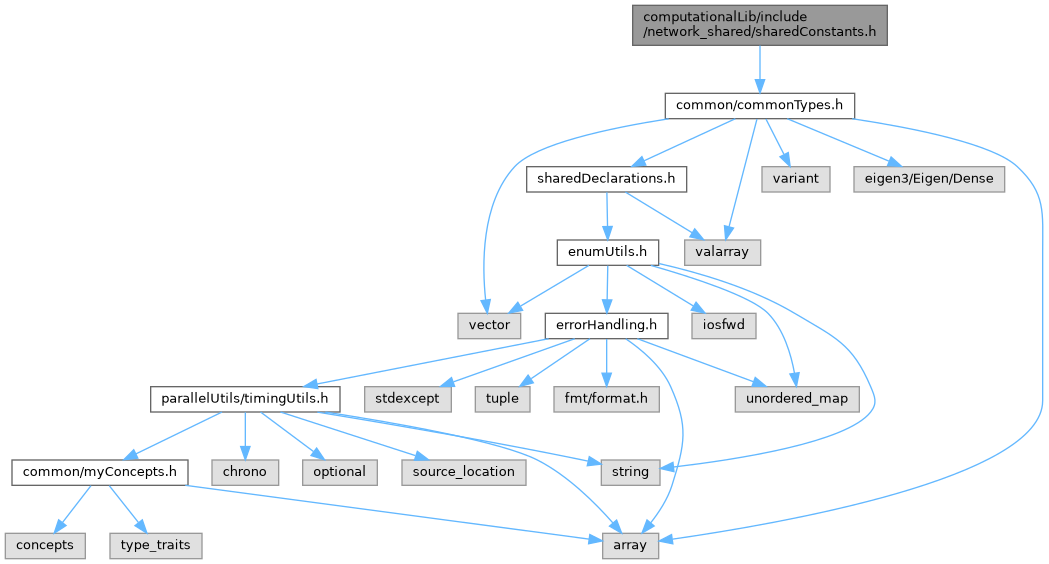 computationalLib/include
/network_shared/sharedConstants.h
common/commonTypes.h
sharedDeclarations.h
variant
eigen3/Eigen/Dense
enumUtils.h
valarray
vector
errorHandling.h
iosfwd
parallelUtils/timingUtils.h
stdexcept
tuple
fmt/format.h
unordered_map
common/myConcepts.h
chrono
optional
source_location
string
concepts
type_traits
array